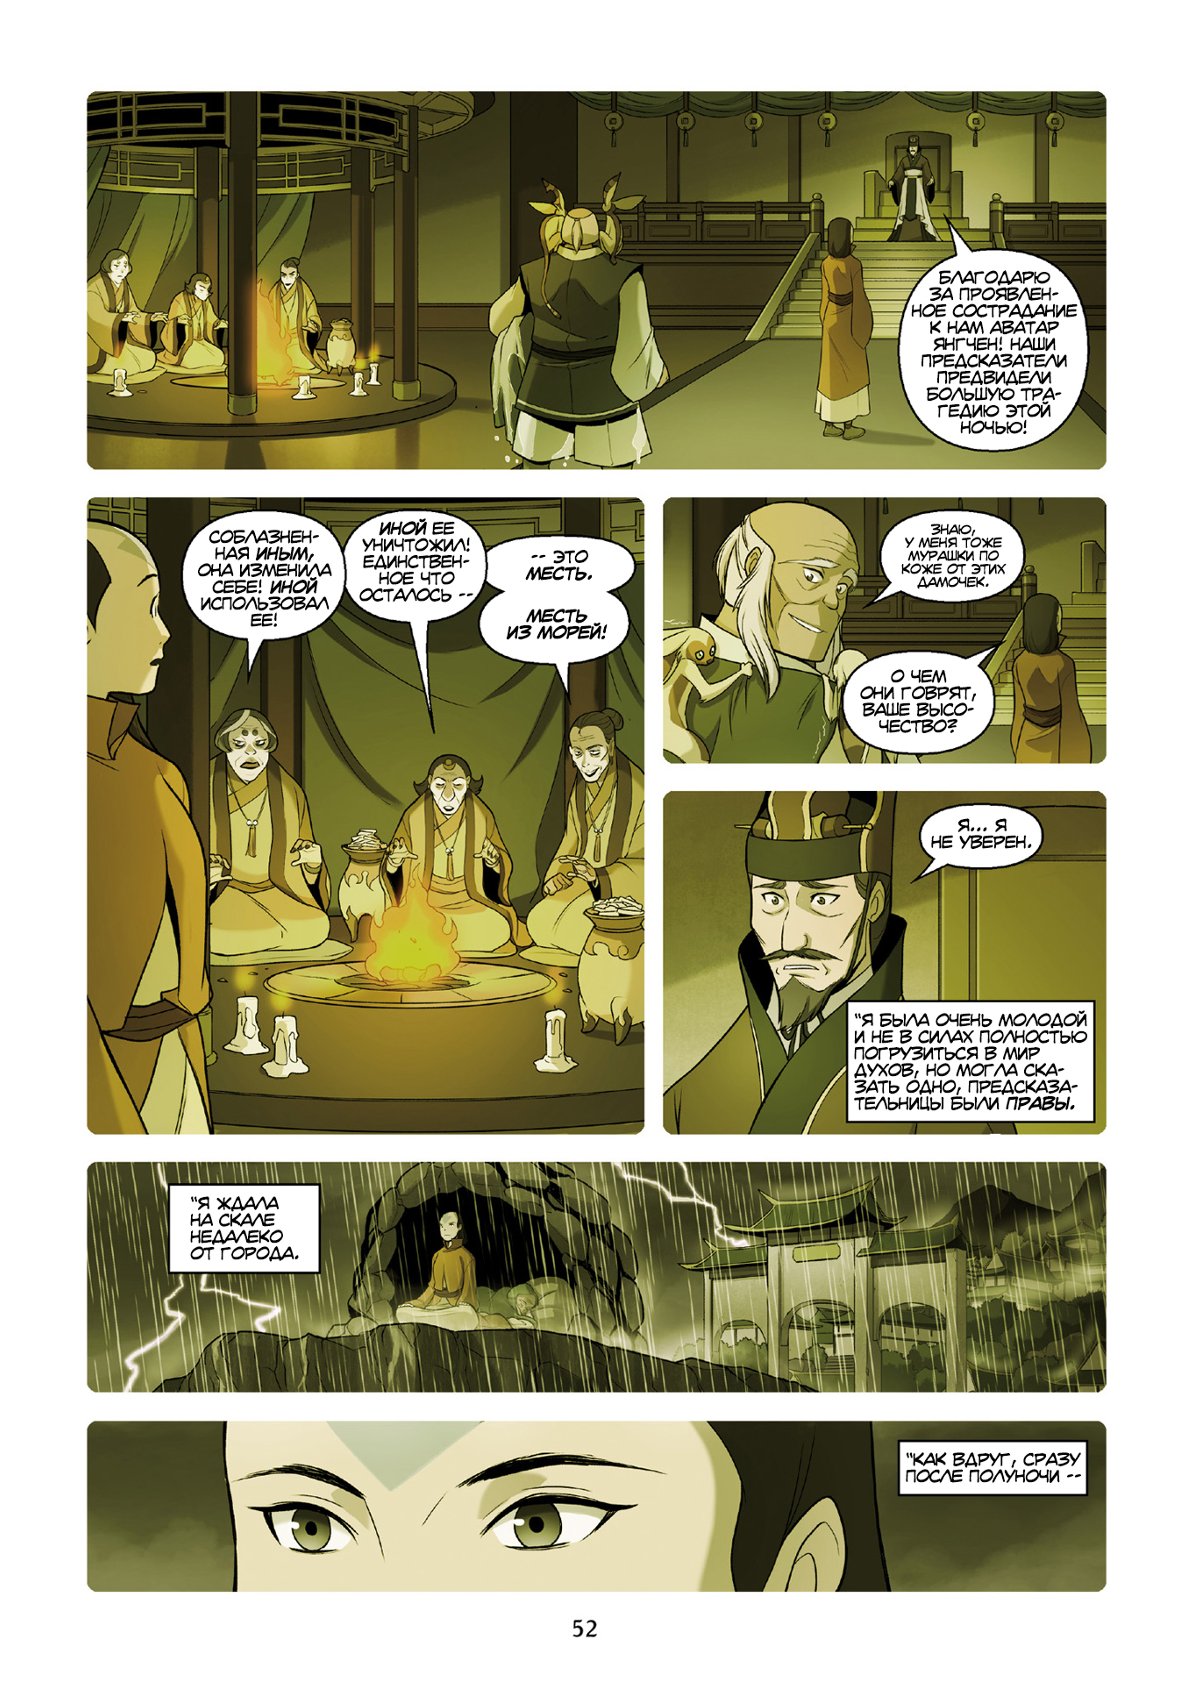 БЛАГОДАРЮ
ЗА ПРОЯВЛЕН-
НОЕ СОСТРАДАНИЕ
К НАМ АВАТАР
ЯНГЧЕН! НАШИ
ПРЕДСКАЗАТЕЛИ
ПРЕДВИДЕЛИ
БОЛЬШУЮ ТРА-
ГЕДИЮ ЭТОЙ
НОЧЬЮ!
СОБЛАЗНЕН-
НАЯ ИНЫМ,
ОНА ИЗМЕНИЛА
СЕБЕ! ИНОЙ
ИСПОЛЬЗОВАЛ
ЕЕ!
ИНОЙ ЕЕ
УНИЧТОЖИЛ!
ЕДИНСТВЕН-
НОЕ ЧТО
ОСТАЛОСЬ --
-- ЭТО
МЕСТЬ.
МЕСТЬ
ИЗ МОРЕЙ!
ЗНАЮ,
У МЕНЯ ТОЖЕ
МУРАШКИ ПО
КОЖЕ ОТ ЭТИХ
ДАМОЧЕК.
О ЧЕМ
ОНИ ГОВРЯТ,
ВАШЕ ВЫСО-
ЧЕСТВО?
Я... Я
НЕ УВЕРЕН.
"Я БЫЛА ОЧЕНЬ МОЛОДОЙ
И НЕ В СИЛАХ ПОЛНОСТЬЮ
ПОГРУЗИТЬСЯ В МИР
ДУХОВ, НО МОГЛА СКА-
ЗАТЬ ОДНО, ПРЕДСКАЗА-
ТЕЛЬНИЦЫ БЫЛИ ПРАВЫ.
"Я ЖДАЛА
НА СКАЛЕ
НЕДАЛЕКО
ОТ ГОРОДА.
"КАК ВДРУГ, СРАЗУ
ПОСЛЕ ПОЛУНОЧИ --
52